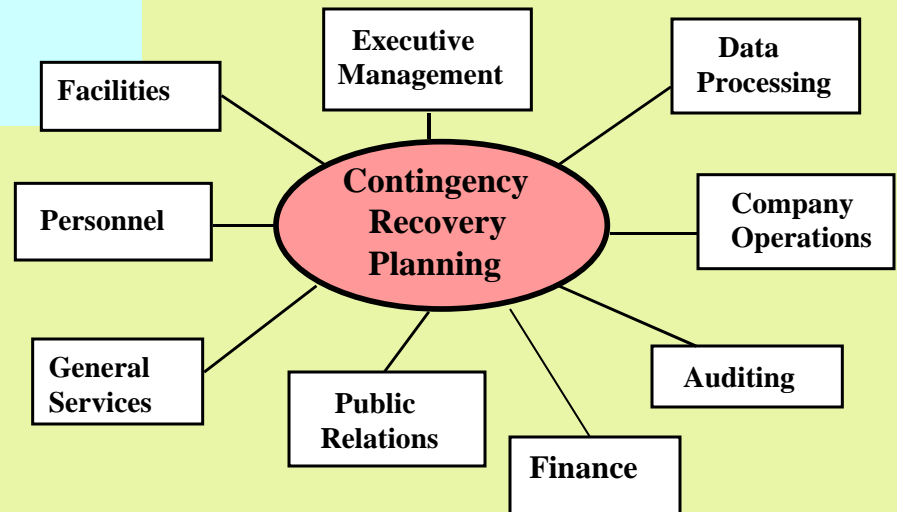 Executive
Management
Data
Processing
Facilities
Contingency
Recovery
Planning
Personnel
Company
Operations
General
Services
Public
Relations
Auditing
Finance